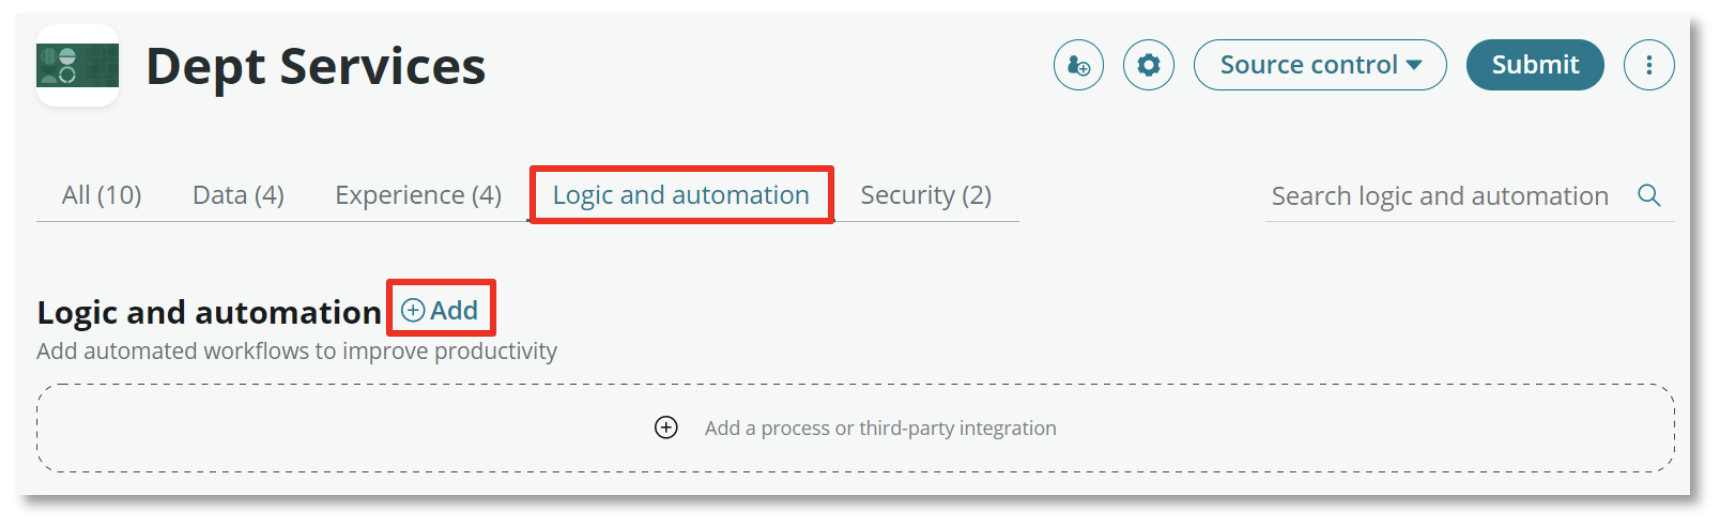 Dept Services
Source control
Submit
All (10)
Data (4)
Experience (4)
Logic and automation
Security (2)
Search logic and automation
Logic and automation
Add
Add automated workflows to improve productivity
Add a process or third-party integration